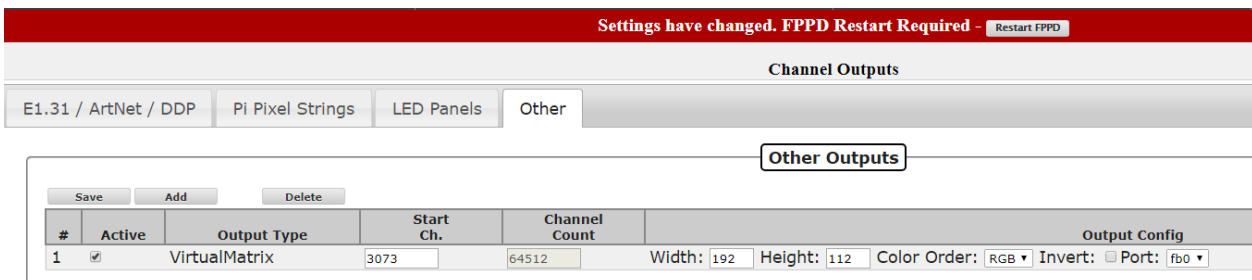 Settings have changed. FPPD Restart Required - Restart FPPD
Channel Outputs
E1.31 / ArtNet / DDP Pi Pixel Strings LED Panels Other
Other Outputs
Save Add Delete
# Active Output Type Start Ch. Channel Count Output Config
1 VirtualMatrix 3073 64512 Width: 192 Height: 112 Color Order: RGB Invert: Port: fb0